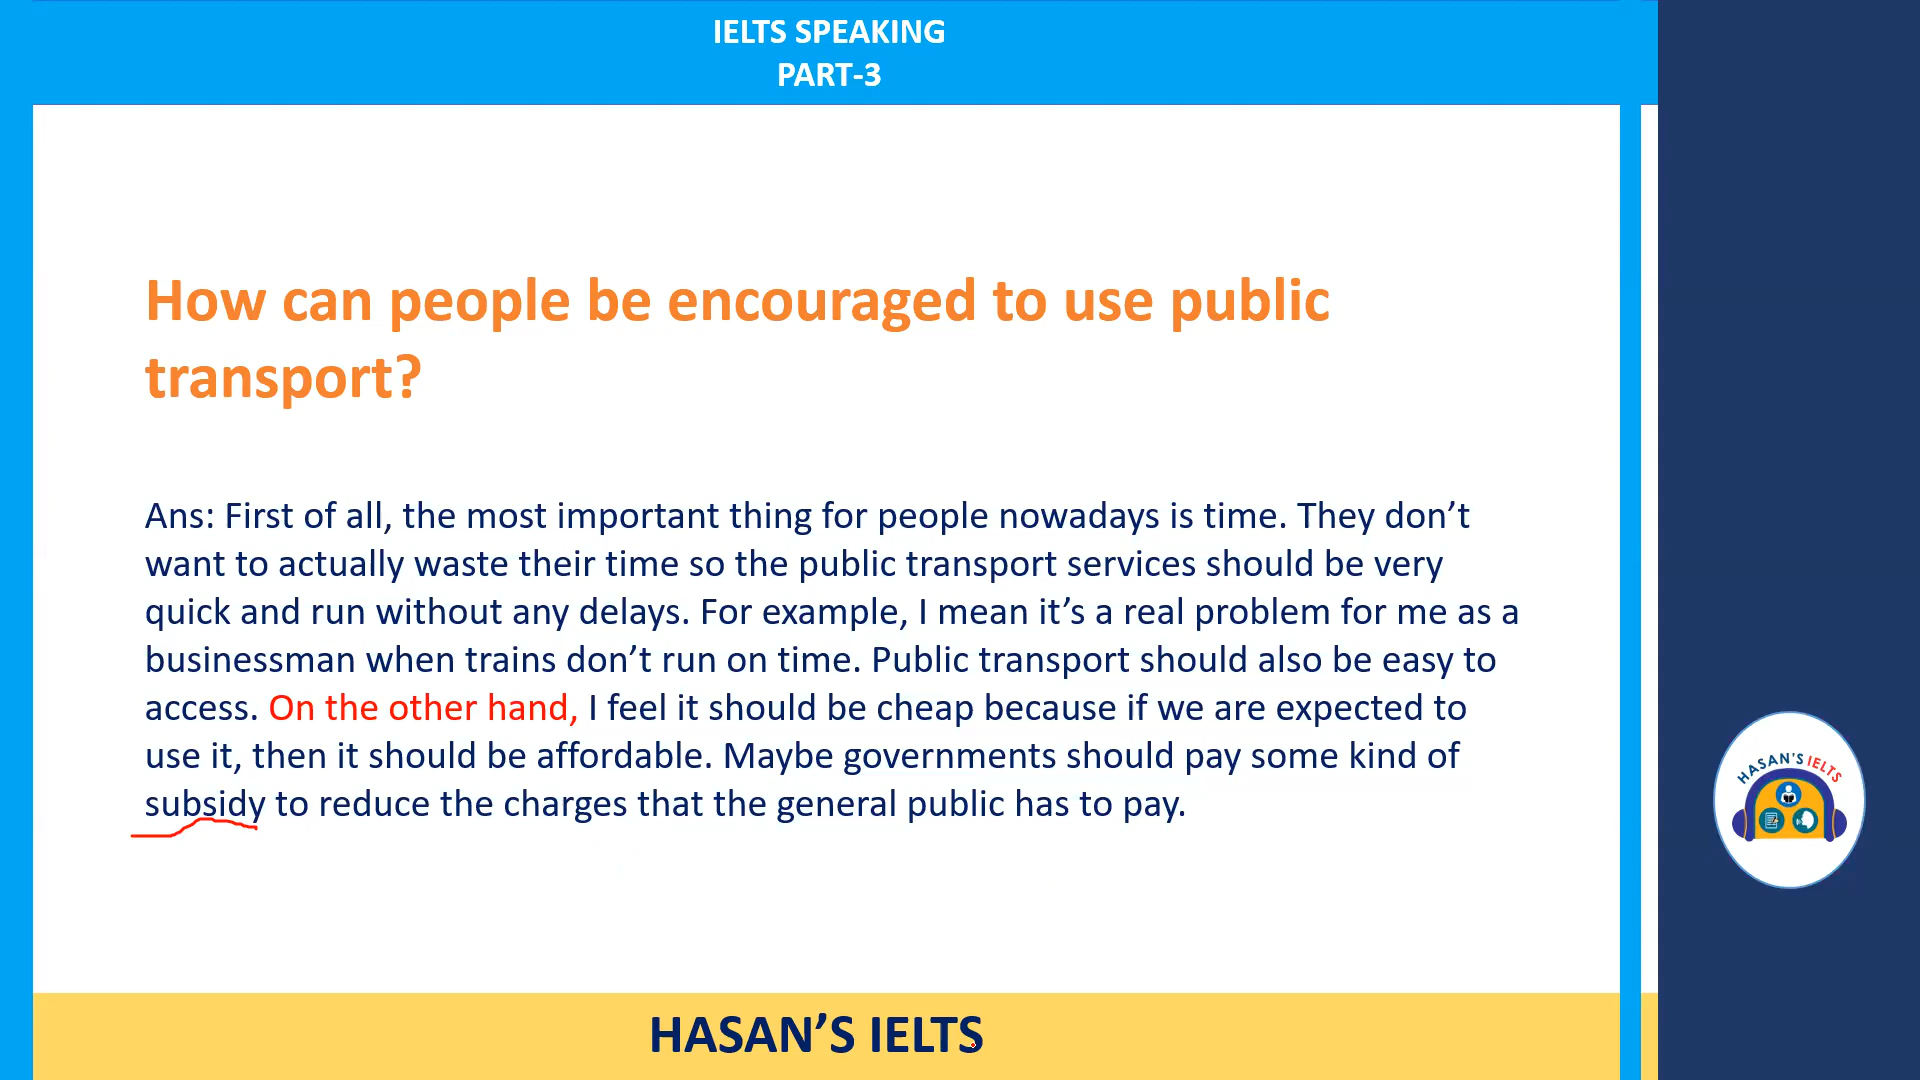 IELTS SPEAKING
PART-3
How can people be encouraged to use public
transport?
Ans: First of all, the most important thing for people nowadays is time. They don’t
want to actually waste their time so the public transport services should be very
quick and run without any delays. For example, I mean it’s a real problem for me as a
businessman when trains don’t run on time. Public transport should also be easy to
access. On the other hand, I feel it should be cheap because if we are expected to
use it, then it should be affordable. Maybe governments should pay some kind of
subsidy to reduce the charges that the general public has to pay.
HASAN'S IELTS
HASAN’S IELTS